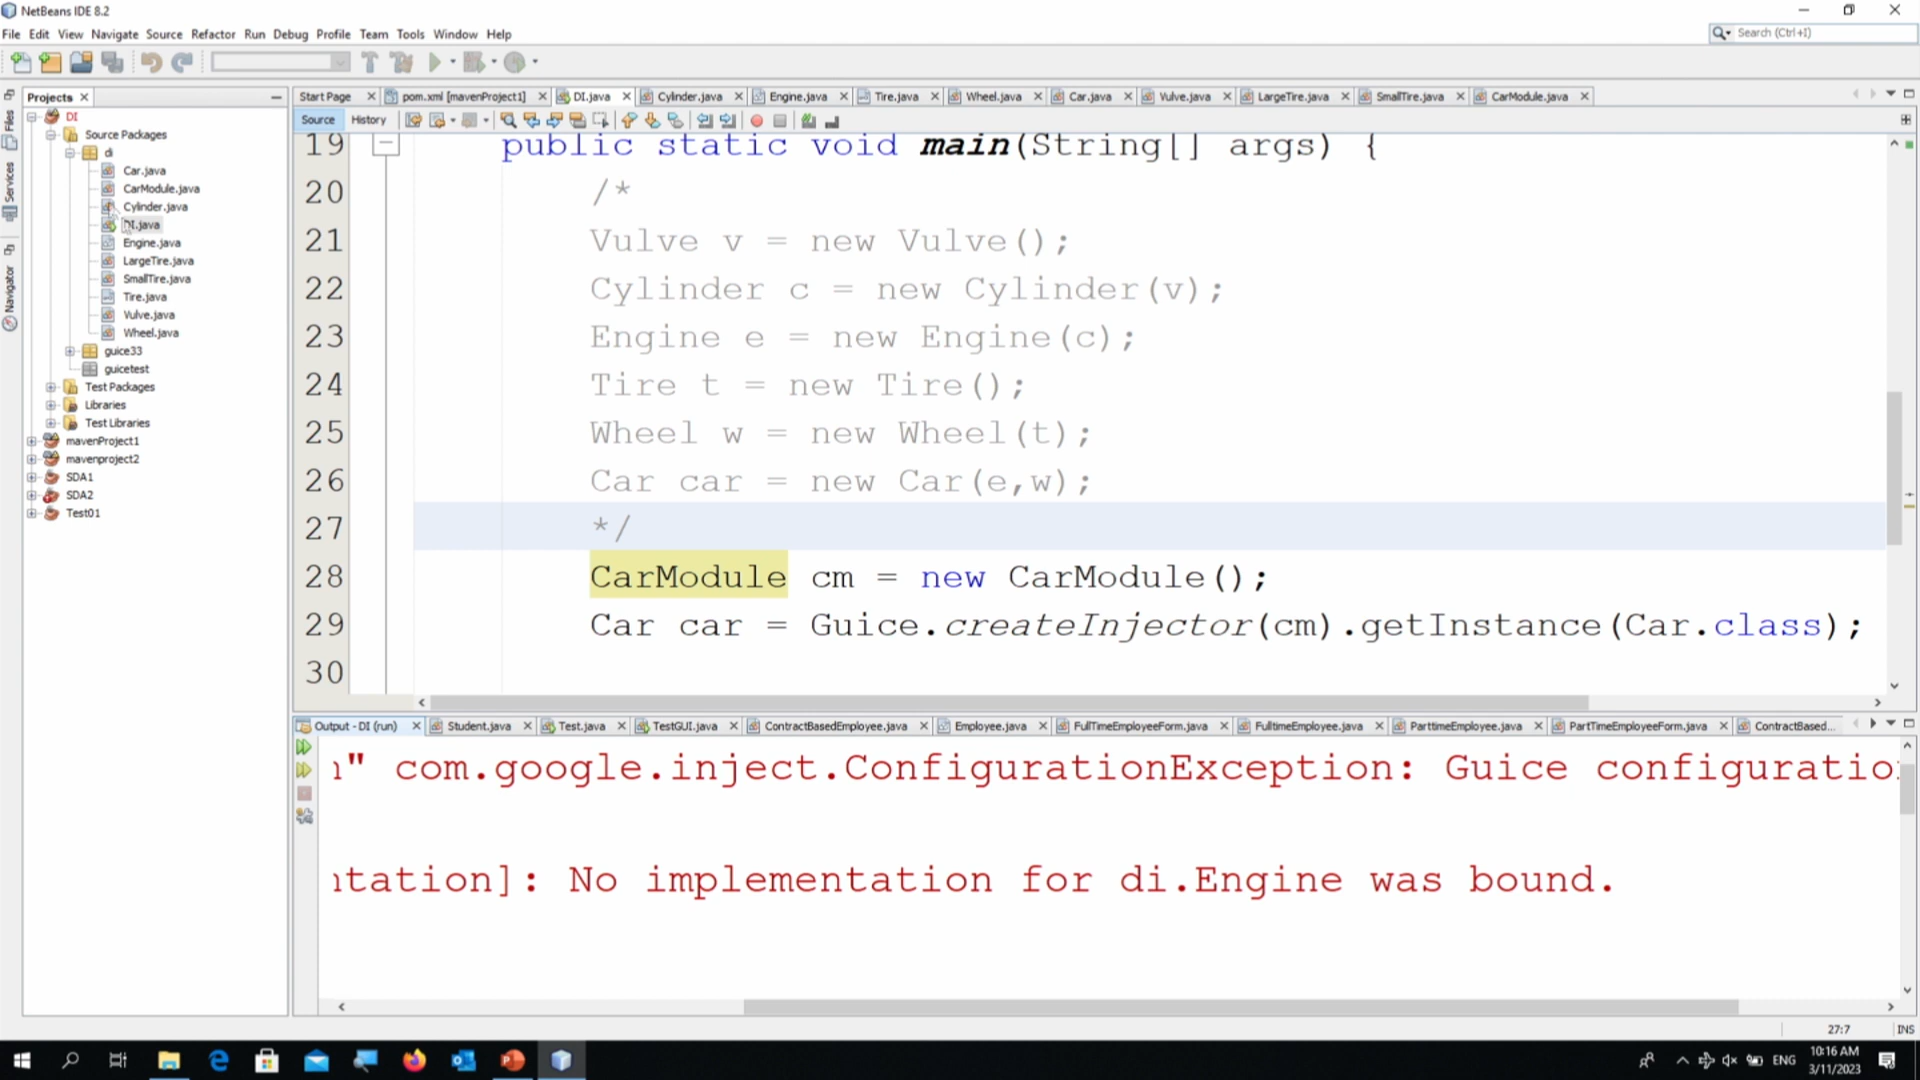 NetBeans IDE 8.2
File Edit View Navigate Source Refactor Run Debug Profile Team Tools Window Help
Search (Ctrl+I)
Projects
Start Page pom.xml [mavenProject1] DI.java Cylinder.java Engine.java Tire.java Wheel.java Car.java Vulve.java LargeTire.java SmallTire.java CarModule.java
Source History
Files
Services
Navigator
DI
Source Packages
di
Car.java
CarModule.java
Cylinder.java
DI.java
Engine.java
LargeTire.java
SmallTire.java
Tire.java
Vulve.java
Wheel.java
guice33
guicetest
Test Packages
Libraries
Test Libraries
mavenProject1
mavenproject2
SDA1
SDA2
Test01
19 public static void main(String[] args) {
20 /*
21 Vulve v = new Vulve();
22 Cylinder c = new Cylinder(v);
23 Engine e = new Engine(c);
24 Tire t = new Tire();
25 Wheel w = new Wheel(t);
26 Car car = new Car(e,w);
27 */
28 CarModule cm = new CarModule();
29 Car car = Guice.createInjector(cm).getInstance(Car.class);
30
Output - DI (run) Student.java Test.java TestGUI.java ContractBasedEmployee.java Employee.java FullTimeEmployeeForm.java FulltimeEmployee.java ParttimeEmployee.java PartTimeEmployeeForm.java ContractBased...
" com.google.inject.ConfigurationException: Guice configuratio
ntation]: No implementation for di.Engine was bound.
27:7 INS
ENG
10:16 AM
3/11/2023